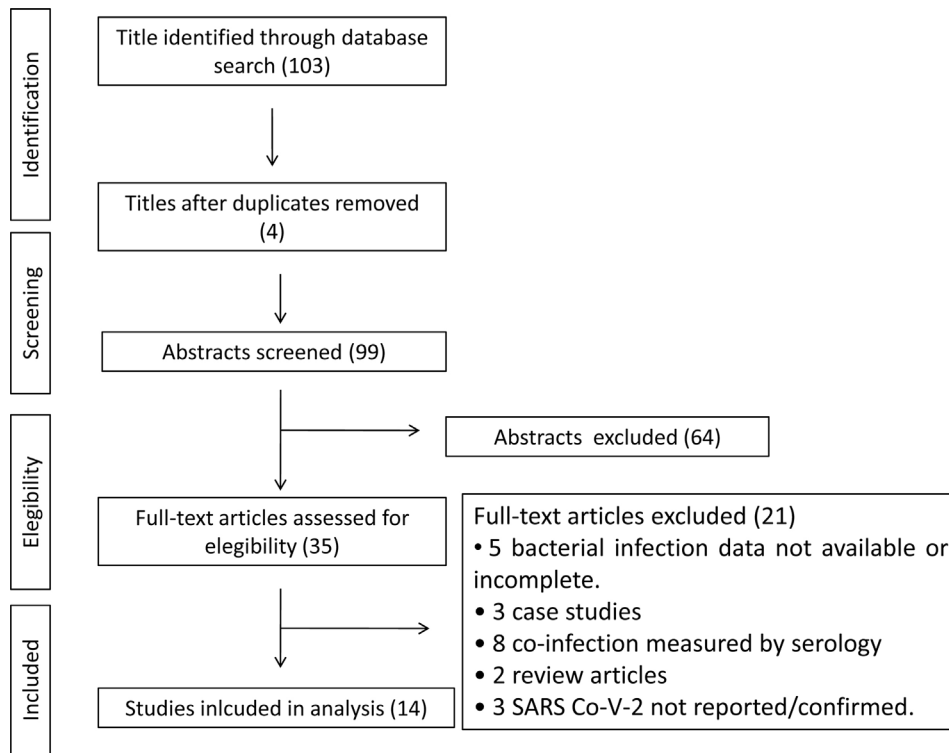 Identification
Title identified through database
search (103)
Titles after duplicates removed
(4)
Screening
Abstracts screened (99)
Abstracts  excluded (64)
Elegibility
Full-text articles assessed for
elegibility (35)
Full-text articles excluded (21)
• 5 bacterial infection data not available or
incomplete.
• 3 case studies
• 8 co-infection measured by serology
• 2 review articles
• 3 SARS Co-V-2 not reported/confirmed.
Included
Studies inlcuded in analysis (14)